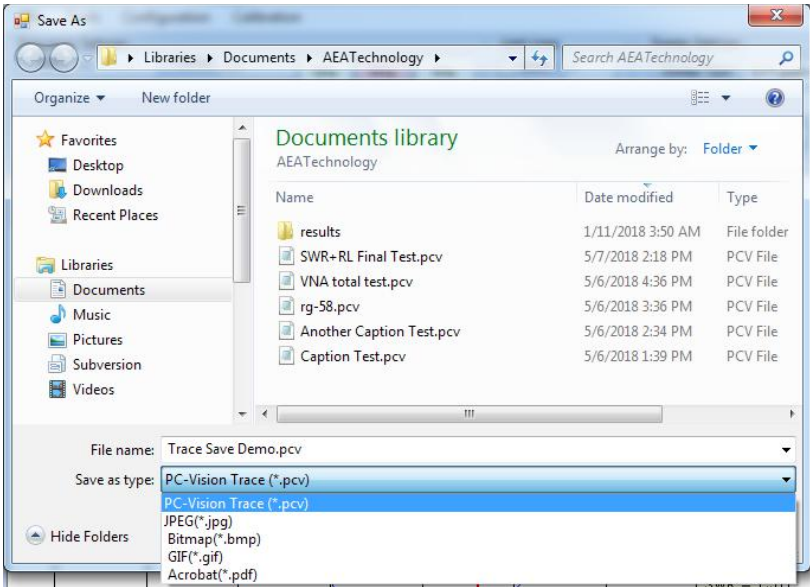 Save As
Configuration Calibration
Libraries Documents AEATechnology
Search AEATechnology
Organize New folder
Favorites
Desktop
Downloads
Recent Places
Libraries
Documents
Music
Pictures
Subversion
Videos
Documents library
AEATechnology
Arrange by: Folder
Name Date modified Type
results 1/11/2018 3:50 AM File folder
SWR+RL Final Test.pcv 5/7/2018 2:18 PM PCV File
VNA total test.pcv 5/6/2018 4:36 PM PCV File
rg-58.pcv 5/6/2018 3:36 PM PCV File
Another Caption Test.pcv 5/6/2018 2:34 PM PCV File
Caption Test.pcv 5/6/2018 1:39 PM PCV File
File name: Trace Save Demo.pcv
Save as type: PC-Vision Trace (*.pcv)
PC-Vision Trace (*.pcv)
JPEG(*.jpg)
Bitmap(*.bmp)
GIF(*.gif)
Acrobat(*.pdf)
Hide Folders